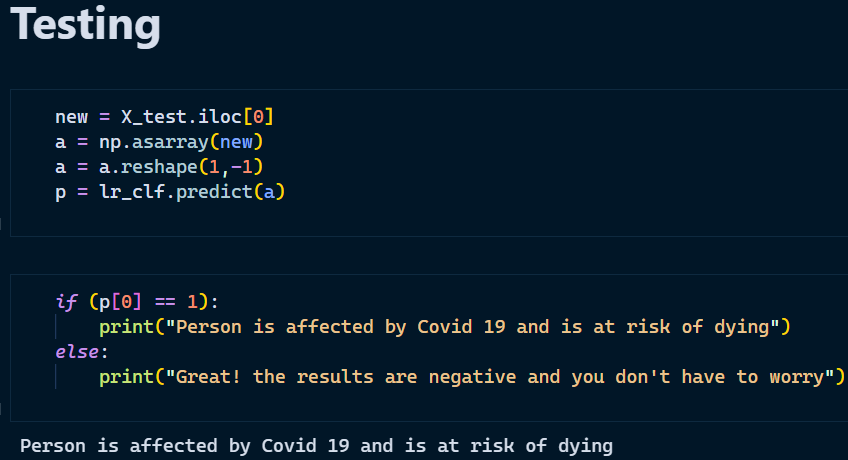 Testing
new = X_test.iloc[0]
a = np.asarray(new)
a = a.reshape(1,-1)
p = lr_clf.predict(a)
if (p[0] == 1):
    print("Person is affected by Covid 19 and is at risk of dying")
else:
    print("Great! the results are negative and you don't have to worry")
Person is affected by Covid 19 and is at risk of dying